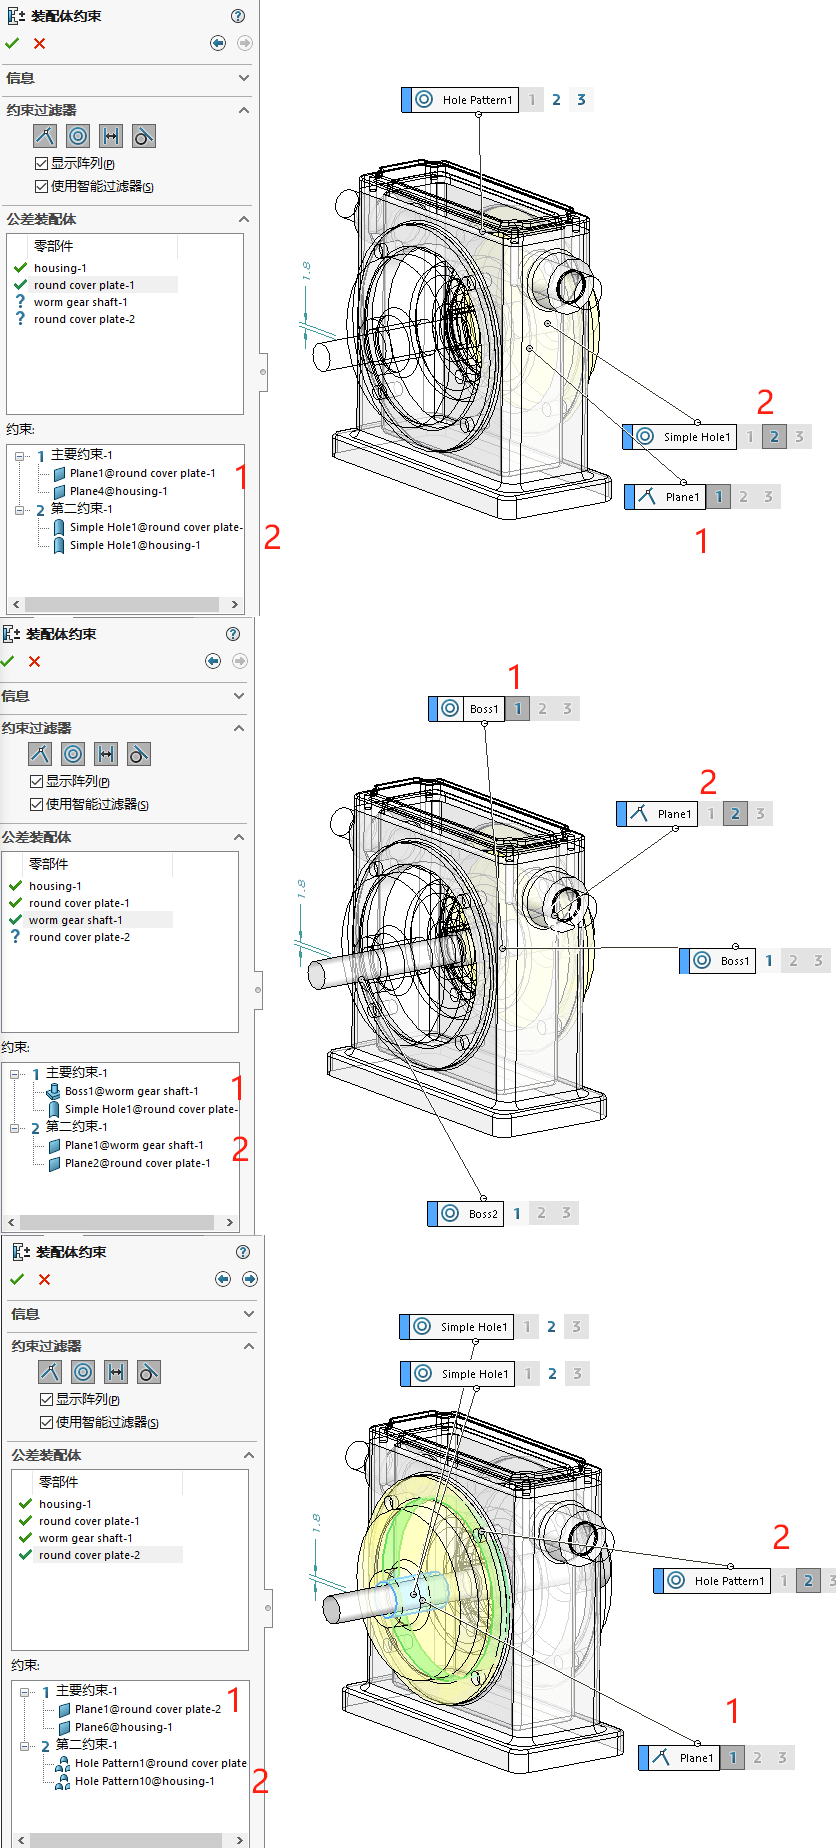 装配体约束
信息
约束过滤器
显示阵列(P)
使用智能过滤器(S)
公差装配体
零部件
housing-1
round cover plate-1
worm gear shaft-1
round cover plate-2
约束:
1 主要约束-1
Plane1@round cover plate-1
Plane4@housing-1
1
2 第二约束-1
Simple Hole1@round cover plate-
Simple Hole1@housing-1
2
Hole Pattern1 1 2 3
1.8
2
Simple Hole1 1 2 3
Plane1 1 2 3
1
装配体约束
信息
约束过滤器
显示阵列(P)
使用智能过滤器(S)
公差装配体
零部件
housing-1
round cover plate-1
worm gear shaft-1
round cover plate-2
约束:
1 主要约束-1
Boss1@worm gear shaft-1
Simple Hole1@round cover plate-
1
2 第二约束-1
Plane1@worm gear shaft-1
Plane2@round cover plate-1
2
1
Boss1 1 2 3
2
Plane1 1 2 3
1.8
Boss1 1 2 3
Boss2 1 2 3
装配体约束
信息
约束过滤器
显示阵列(P)
使用智能过滤器(S)
公差装配体
零部件
housing-1
round cover plate-1
worm gear shaft-1
round cover plate-2
约束:
1 主要约束-1
Plane1@round cover plate-2
Plane6@housing-1
1
2 第二约束-1
Hole Pattern1@round cover plate
Hole Pattern10@housing-1
2
Simple Hole1 1 2 3
Simple Hole1 1 2 3
1.8
2
Hole Pattern1 1 2 3
1
Plane1 1 2 3